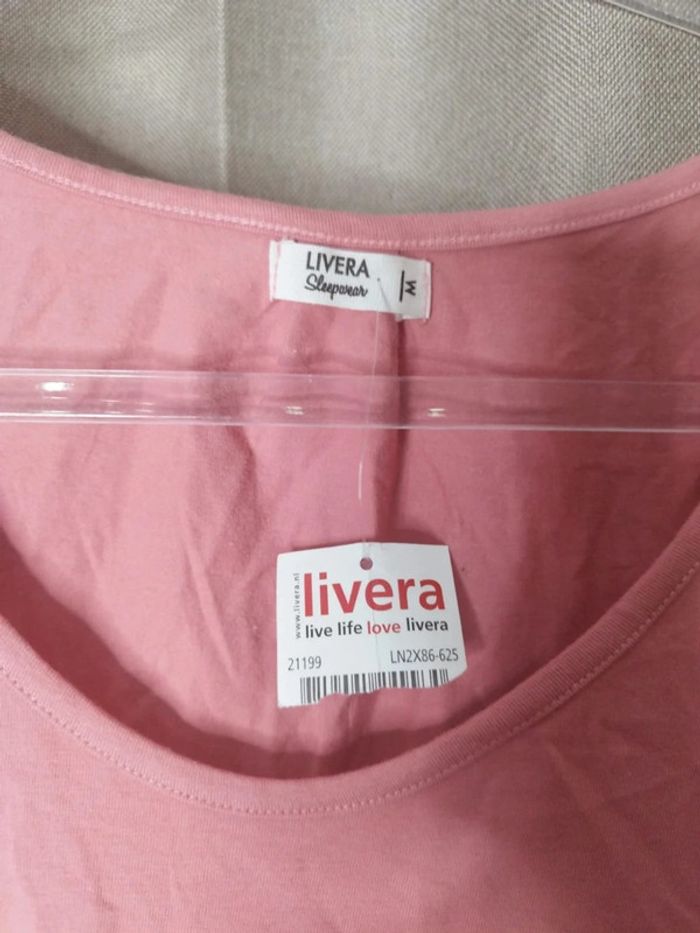 LIVERA
Sleepwear
M
www.livera.nl
livera
live life love livera
21199 LN2X86-625